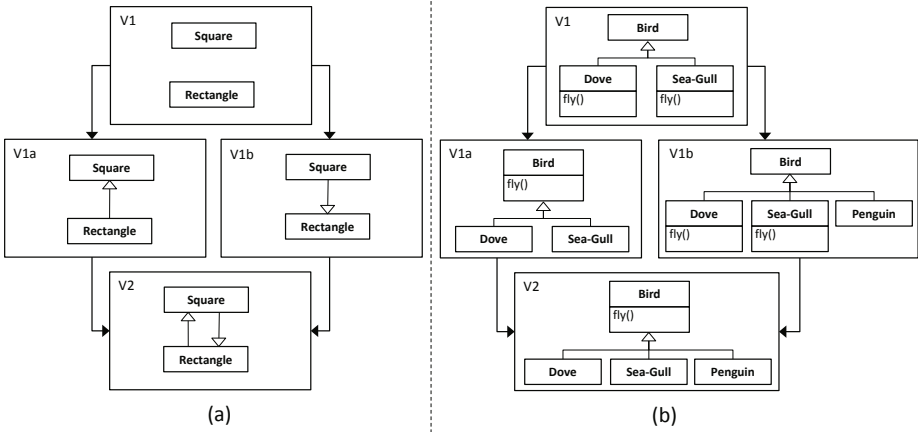 V1
Square
Rectangle
V1a
Square
Rectangle
V1b
Square
Rectangle
V2
Square
Rectangle
(a)
V1
Bird
Dove Sea-Gull
fly() fly()
V1a
Bird
fly()
Dove Sea-Gull
V1b
Bird
Dove Sea-Gull Penguin
fly() fly()
V2
Bird
fly()
Dove Sea-Gull Penguin
(b)